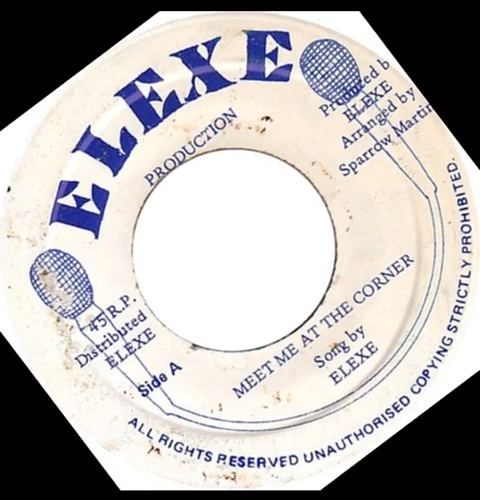 ELEXE
PRODUCTION
Produced b
ELEXE
Arranged by
Sparrow Martin
45 R.P.
Distributed
ELEXE
Side A
MEET ME AT THE CORNER
Song by
ELEXE
ALL RIGHTS RESERVED UNAUTHORISED COPYING STRICTLY PROHIBITED.